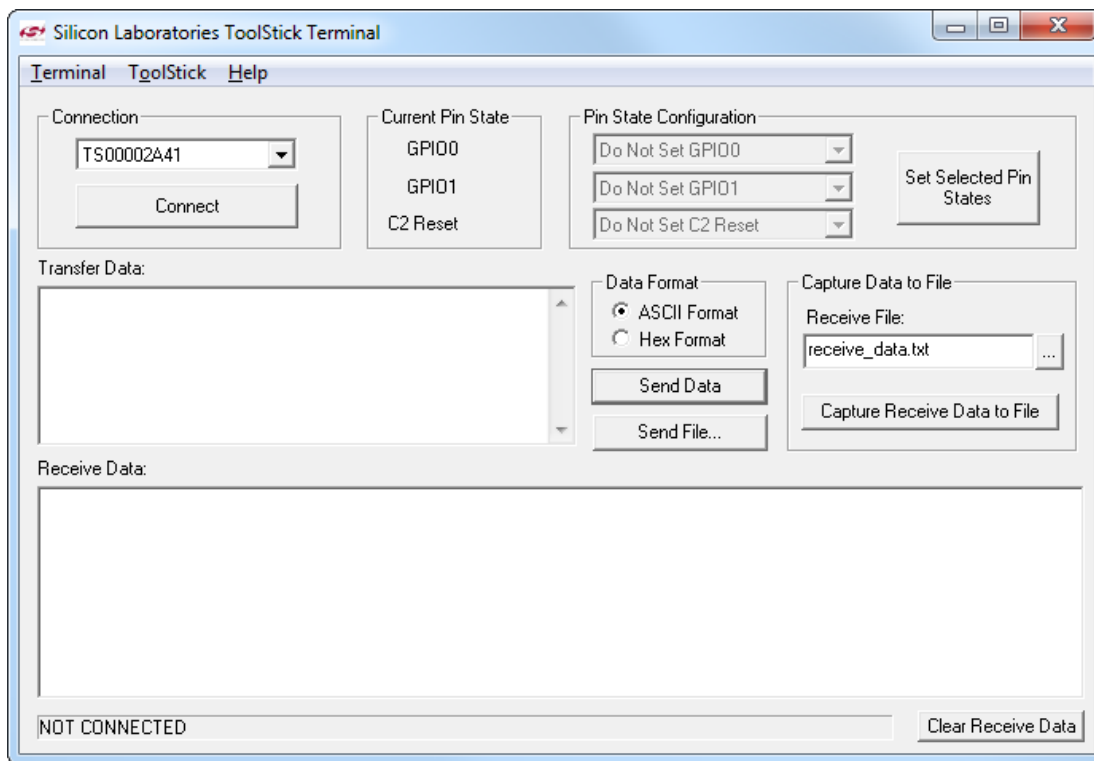 Silicon Laboratories ToolStick Terminal
Terminal ToolStick Help
Connection
TS00002A41
Connect
Current Pin State
GPIO0
GPIO1
C2 Reset
Pin State Configuration
Do Not Set GPIO0
Do Not Set GPIO1
Do Not Set C2 Reset
Set Selected Pin
States
Transfer Data:
Data Format
ASCII Format
Hex Format
Send Data
Send File...
Capture Data to File
Receive File:
receive_data.txt
...
Capture Receive Data to File
Receive Data:
NOT CONNECTED
Clear Receive Data